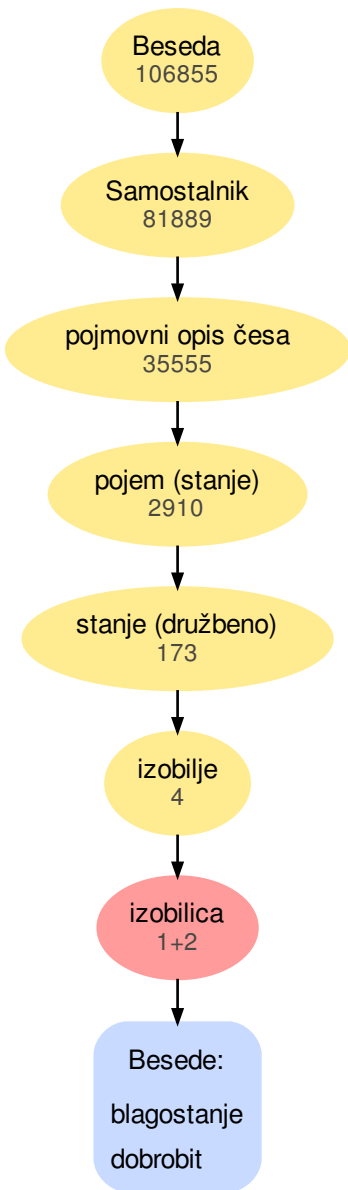 Beseda
106855
Samostalnik
81889
pojmovni opis česa
35555
pojem (stanje)
2910
stanje (družbeno)
173
izobilje
4
izobilica
1+2
Besede:
blagostanje
dobrobit